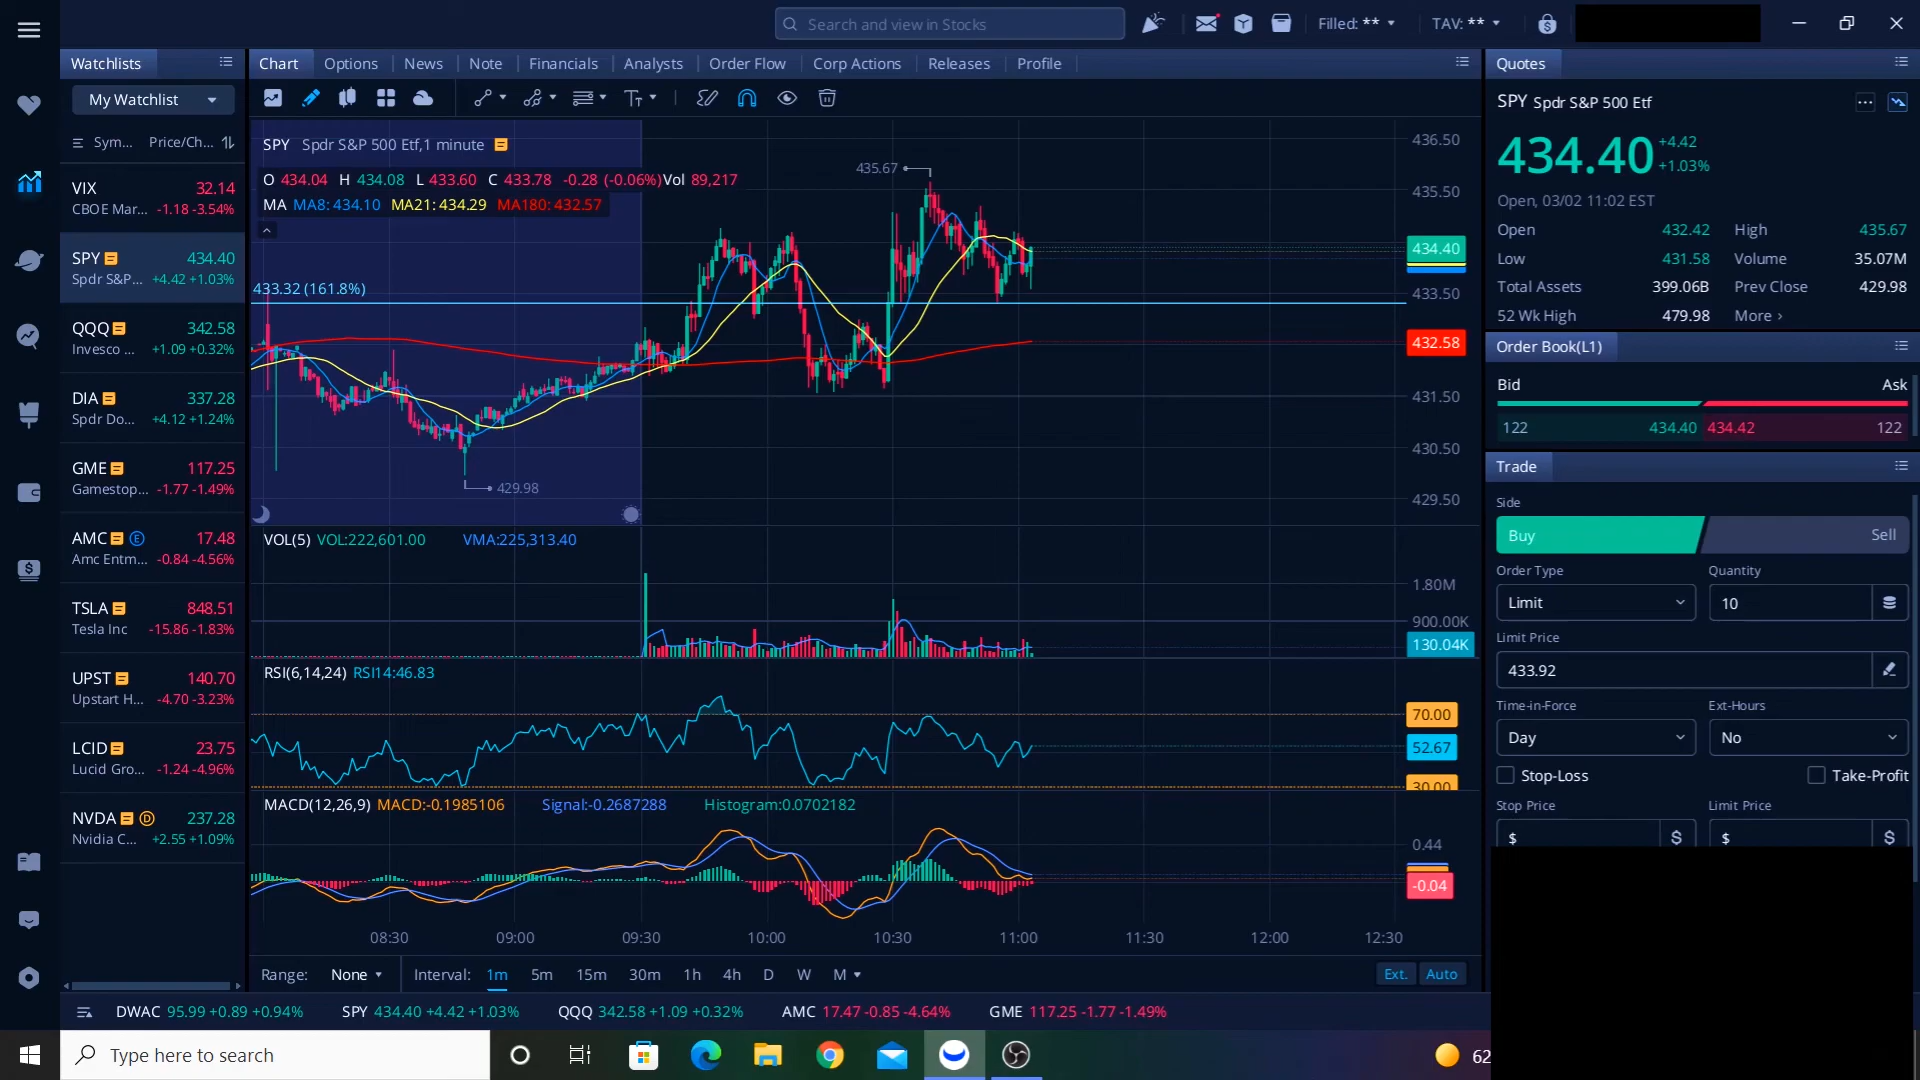 Search and view in Stocks
Filled: **
TAV: **
Watchlists
My Watchlist
Sym... Price/Ch...
VIX 32.14
CBOE Mar... -1.18 -3.54%
SPY 434.40
Spdr S&P... +4.42 +1.03%
QQQ 342.58
Invesco ... +1.09 +0.32%
DIA 337.28
Spdr Do... +4.12 +1.24%
GME 117.25
Gamestop... -1.77 -1.49%
AMC E 17.48
Amc Entm... -0.84 -4.56%
TSLA 848.51
Tesla Inc -15.86 -1.83%
UPST 140.70
Upstart H... -4.70 -3.23%
LCID 23.75
Lucid Gro... -1.24 -4.96%
NVDA D 237.28
Nvidia C... +2.55 +1.09%
Chart Options News Note Financials Analysts Order Flow Corp Actions Releases Profile
SPY Spdr S&P 500 Etf,1 minute
O 434.04 H 434.08 L 433.60 C 433.78 -0.28 (-0.06%) Vol 89,217
MA MA8: 434.10 MA21: 434.29 MA180: 432.57
433.32 (161.8%)
435.67
429.98
436.50
435.50
434.40
433.50
432.58
431.50
430.50
429.50
VOL(5) VOL:222,601.00 VMA:225,313.40
1.80M
900.00K
130.04K
RSI(6,14,24) RSI14:46.83
70.00
52.67
30.00
MACD(12,26,9) MACD:-0.1985106 Signal:-0.2687288 Histogram:0.0702182
0.44
-0.04
08:30 09:00 09:30 10:00 10:30 11:00 11:30 12:00 12:30
Range: None Interval: 1m 5m 15m 30m 1h 4h D W M Ext. Auto
Quotes
SPY Spdr S&P 500 Etf
434.40 +4.42
+1.03%
Open, 03/02 11:02 EST
Open 432.42 High 435.67
Low 431.58 Volume 35.07M
Total Assets 399.06B Prev Close 429.98
52 Wk High 479.98 More ›
Order Book(L1)
Bid Ask
122 434.40 434.42 122
Trade
Side
Buy Sell
Order Type Quantity
Limit 10
Limit Price
433.92
Time-in-Force Ext-Hours
Day No
Stop-Loss Take-Profit
Stop Price Limit Price
$ $ $ $
DWAC 95.99 +0.89 +0.94% SPY 434.40 +4.42 +1.03% QQQ 342.58 +1.09 +0.32% AMC 17.47 -0.85 -4.64% GME 117.25 -1.77 -1.49%
Type here to search
62